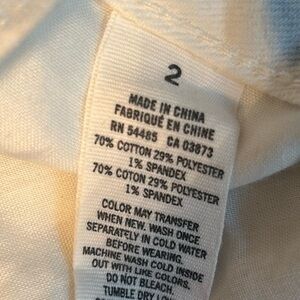 2
MADE IN CHINA
FABRIQUÉ EN CHINE
RN 54485 CA 03873
70% COTTON 29% POLYESTER
1% SPANDEX
70% COTON 29% POLYESTER
1% SPANDEX
COLOR MAY TRANSFER
WHEN NEW. WASH ONCE
SEPARATELY IN COLD WATER
BEFORE WEARING.
MACHINE WASH COLD INSIDE
OUT WITH LIKE COLORS.
DO NOT BLEACH.
TUMBLE DRY LOW